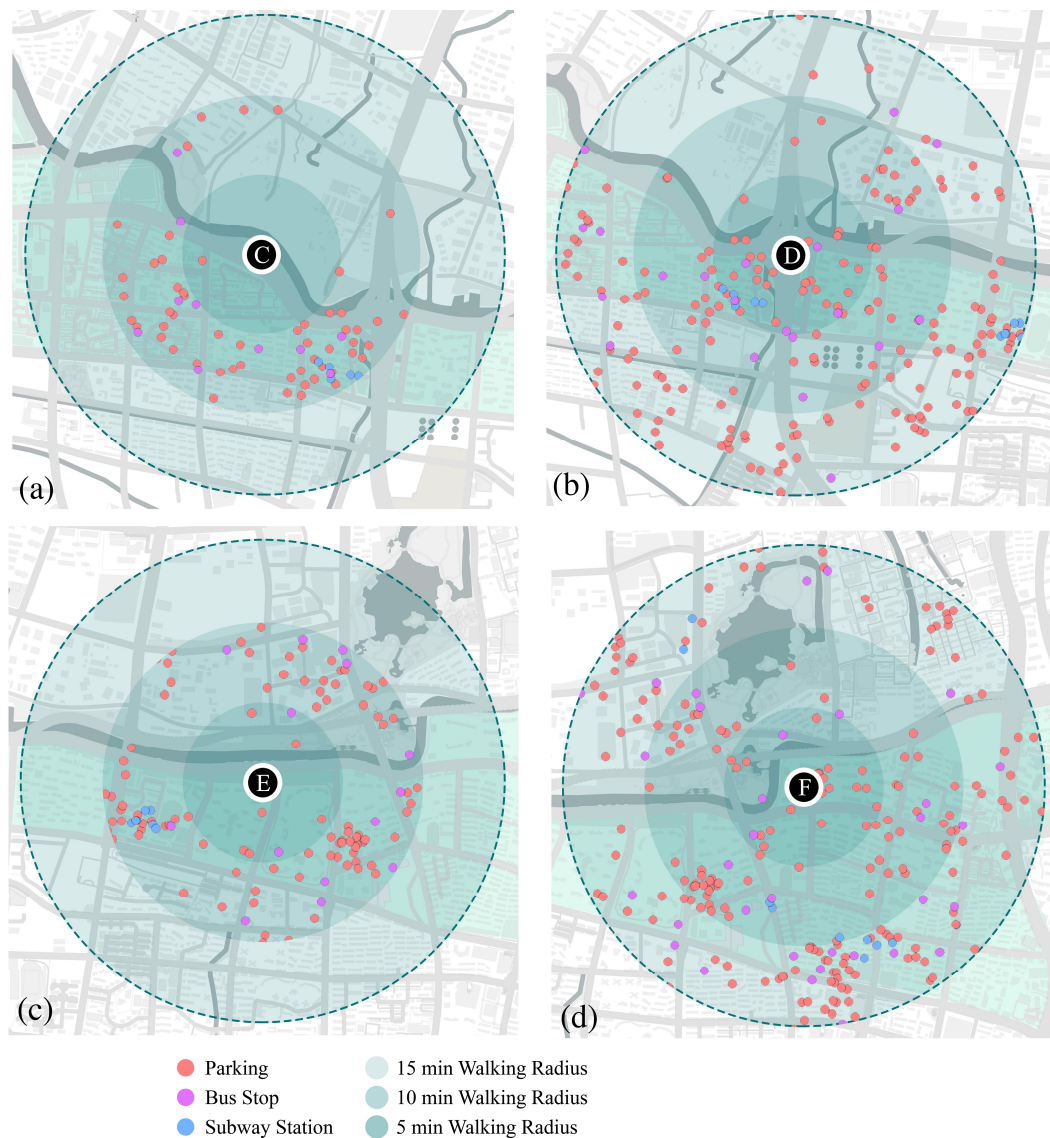 C
D
(a)
(b)
E
F
(c)
(d)
Parking
15 min Walking Radius
Bus Stop
10 min Walking Radius
Subway Station
5 min Walking Radius